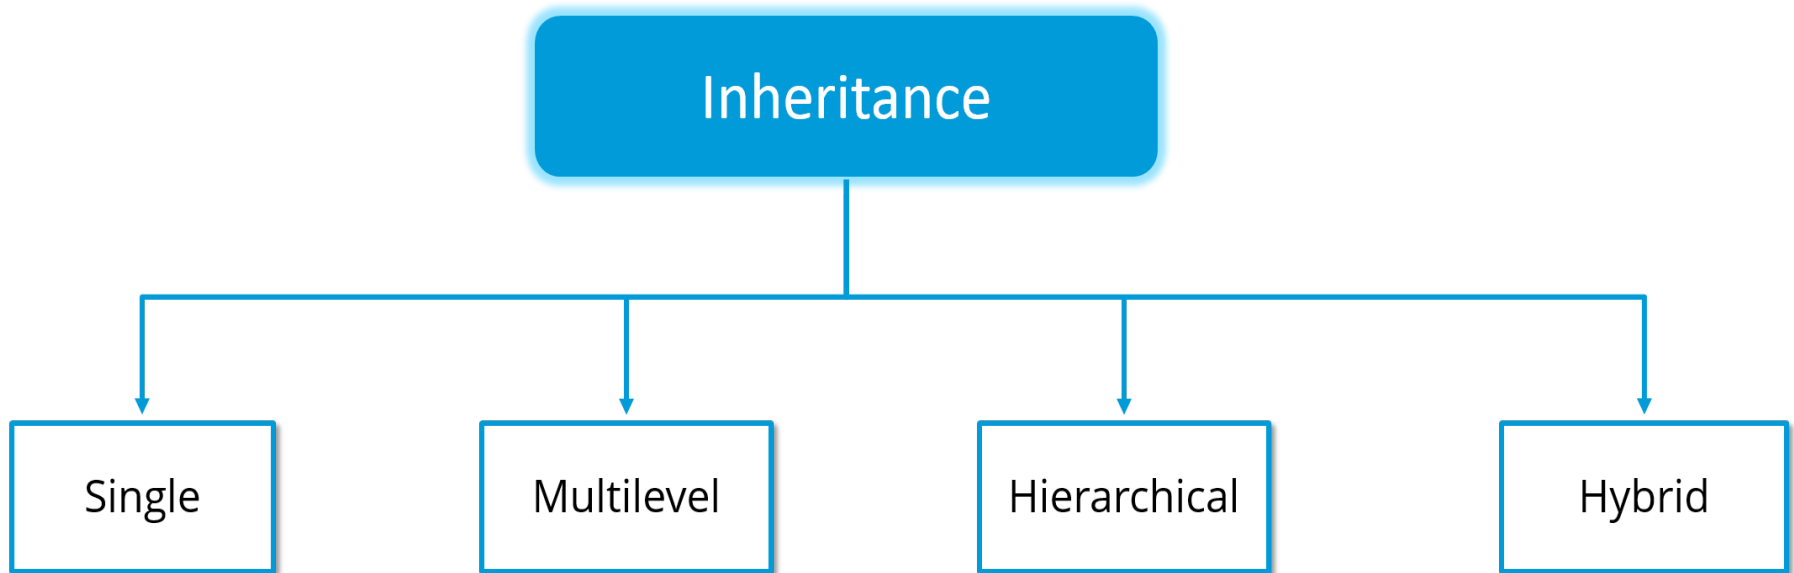 Inheritance
Single
Multilevel
Hierarchical
Hybrid